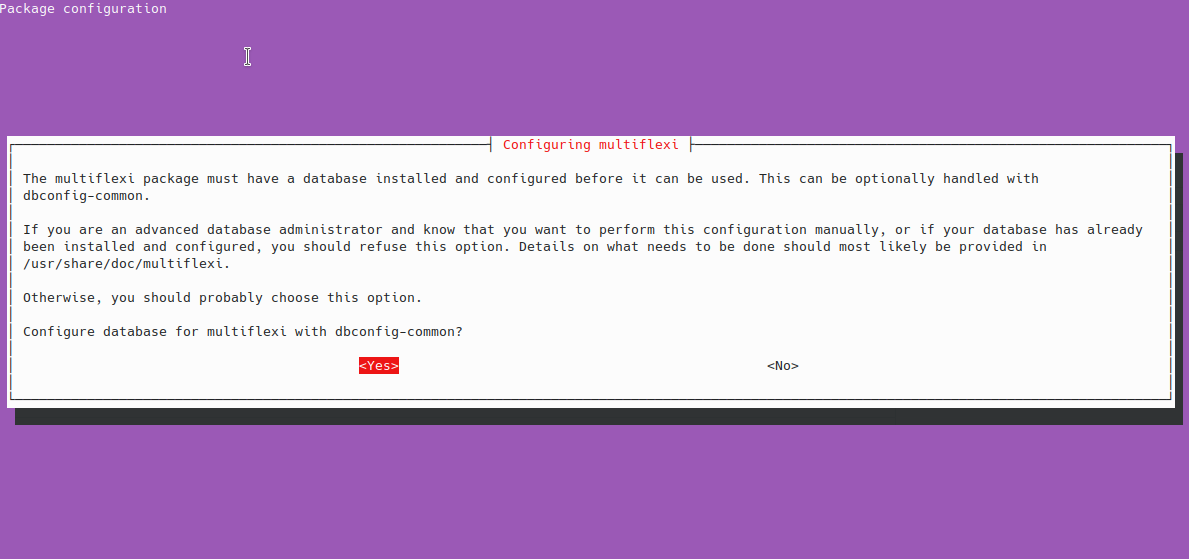 Package configuration
Configuring multiflexi
The multiflexi package must have a database installed and configured before it can be used. This can be optionally handled with
dbconfig-common.
If you are an advanced database administrator and know that you want to perform this configuration manually, or if your database has already
been installed and configured, you should refuse this option. Details on what needs to be done should most likely be provided in
/usr/share/doc/multiflexi.
Otherwise, you should probably choose this option.
Configure database for multiflexi with dbconfig-common?
<Yes> <No>